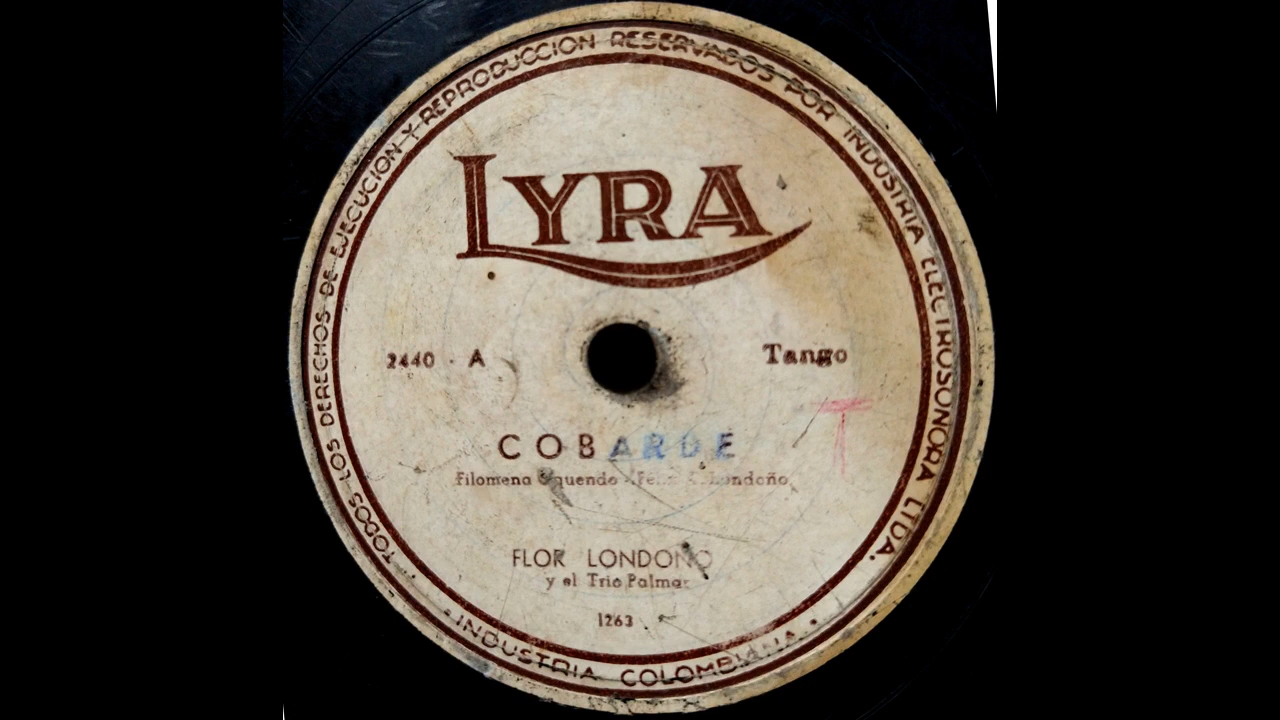 TODOS LOS DERECHOS DE EJECUCION Y REPRODUCCION RESERVADOS POR INDUSTRIA ELECTROSONORA LTDA.
LYRA
2440 - A
Tango
COBARDE
T
Filomena
FLOR LONDOÑO
y el Trio Palmar
1263
INDUSTRIA COLOMBIANA